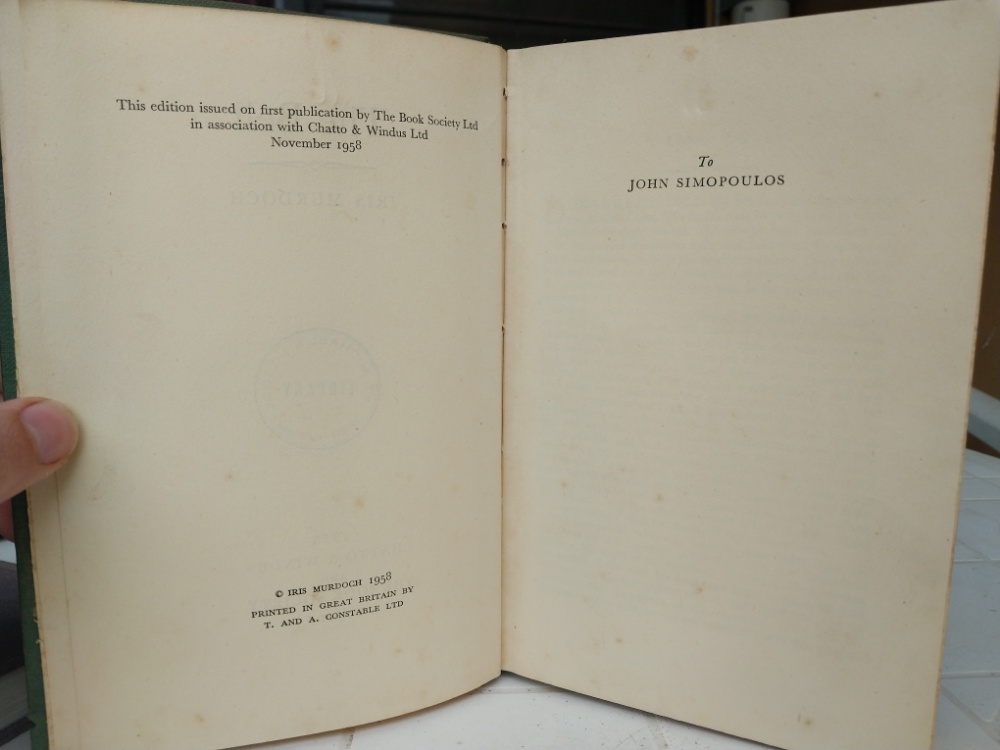 This edition issued on first publication by The Book Society Ltd
in association with Chatto & Windus Ltd
November 1958
© IRIS MURDOCH 1958
PRINTED IN GREAT BRITAIN BY
T. AND A. CONSTABLE LTD
To
JOHN SIMOPOULOS